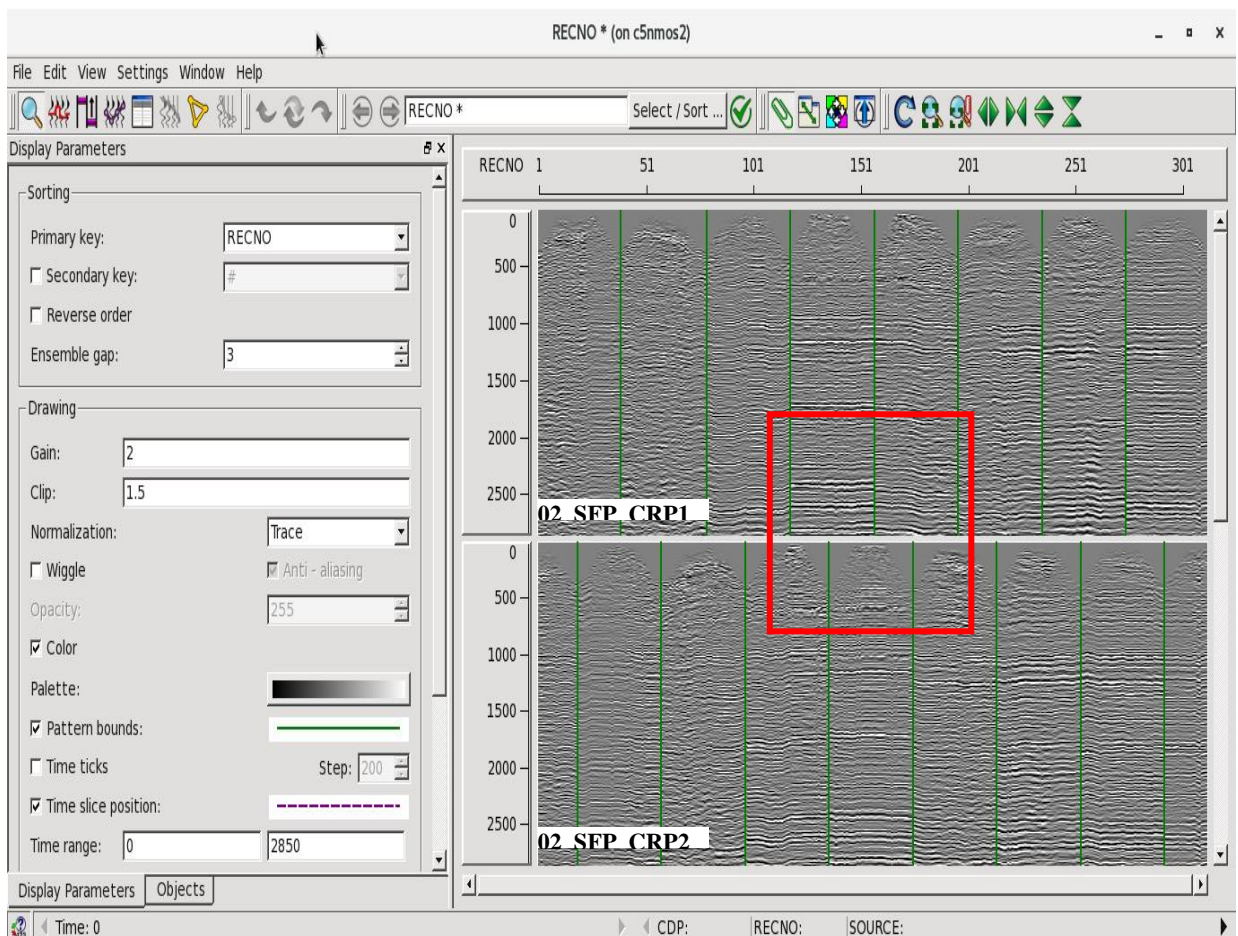 RECNO * (on c5nmos2)
File Edit View Settings Window Help
RECNO *
Select / Sort ...
Display Parameters
Sorting
Primary key: RECNO
Secondary key: #
Reverse order
Ensemble gap: 3
Drawing
Gain: 2
Clip: 1.5
Normalization: Trace
Wiggle Anti - aliasing
Opacity: 255
Color
Palette:
Pattern bounds:
Time ticks Step: 200
Time slice position:
Time range: 0 2850
Display Parameters Objects
RECNO 1 51 101 151 201 251 301
0
500
1000
1500
2000
2500
02_SFP_CRP1
0
500
1000
1500
2000
2500
02_SFP_CRP2
Time: 0 CDP: RECNO: SOURCE: